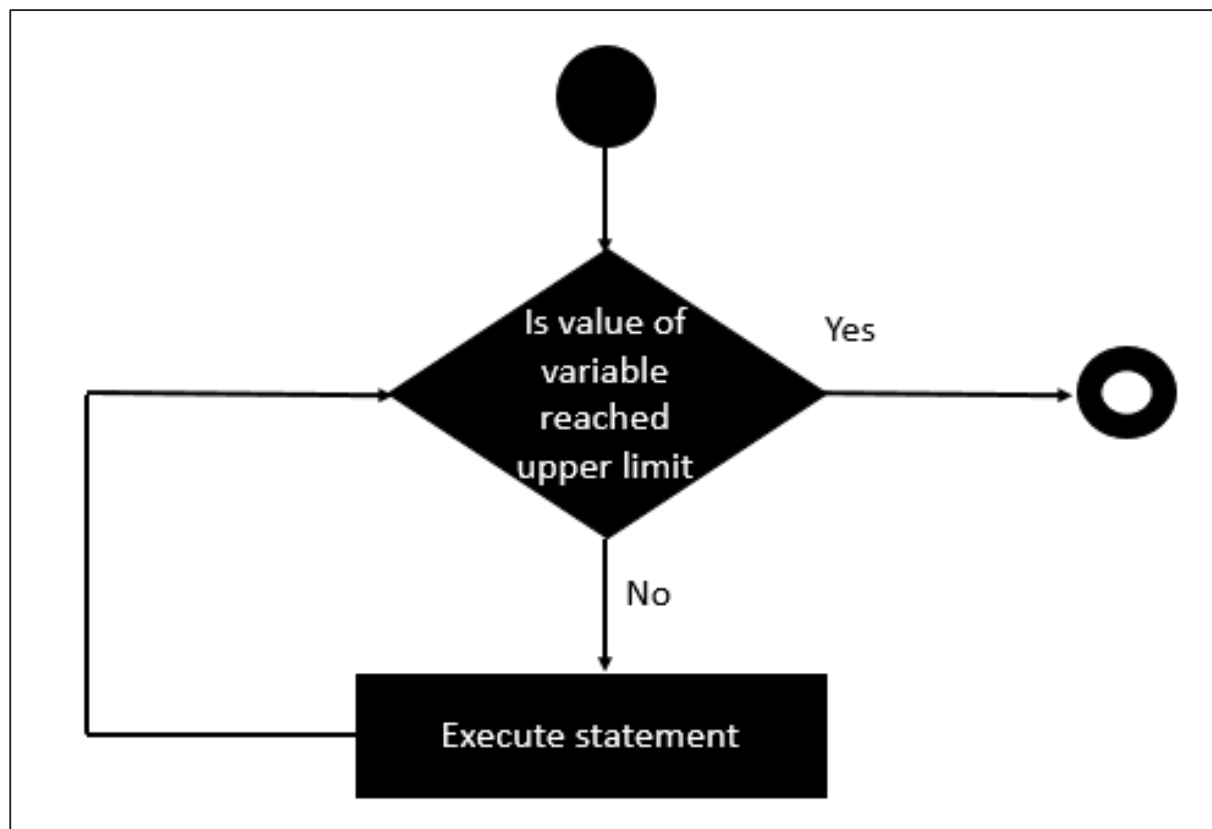 Is value of
variable
reached
upper limit
Yes
No
Execute statement